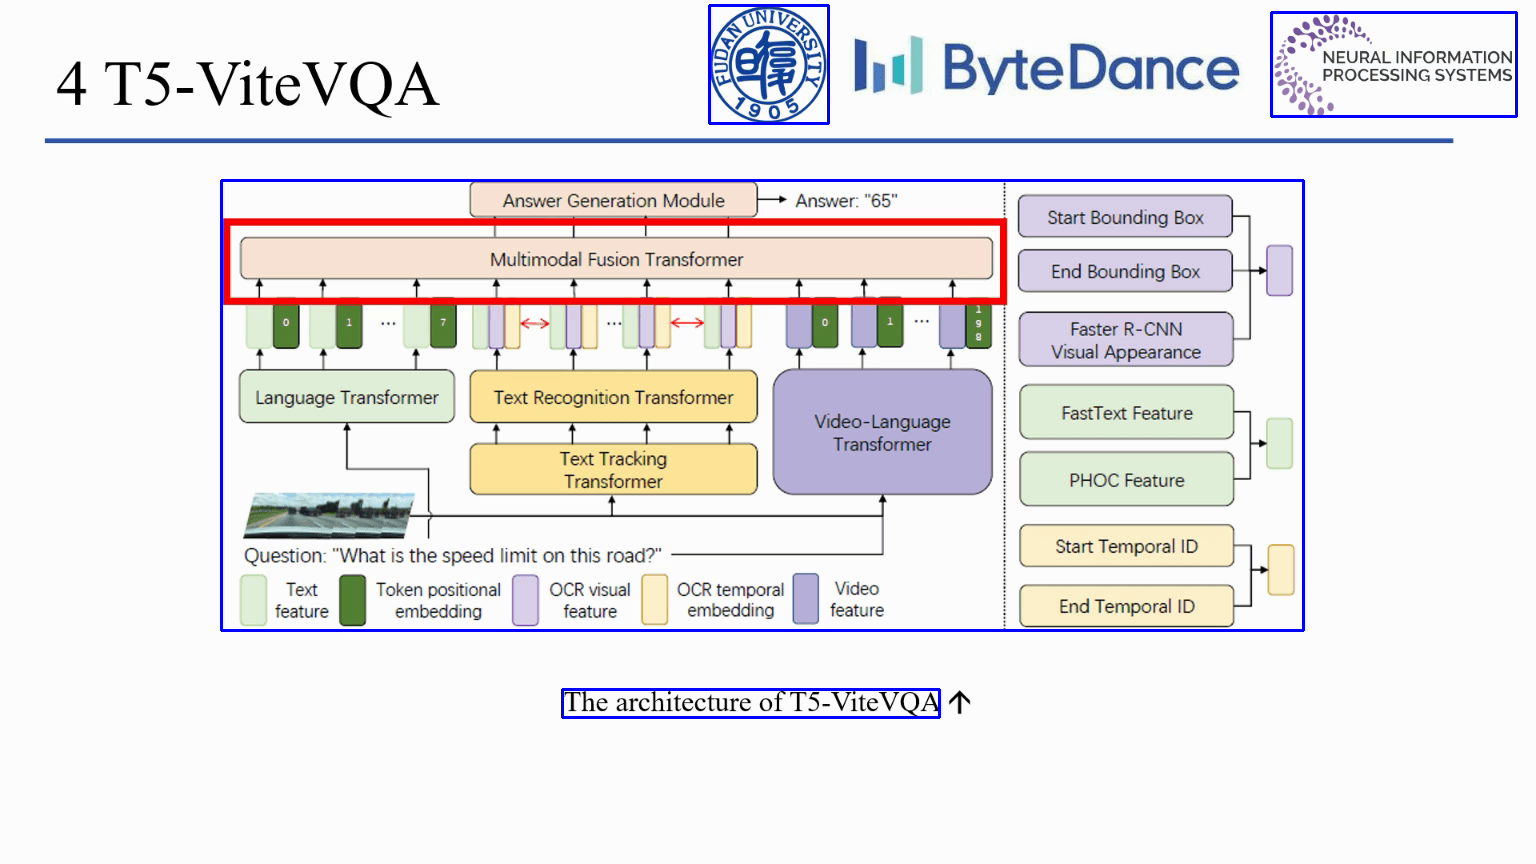 4 T5-ViteVQA
FUDAN UNIVERSITY
1905
ByteDance
NEURAL INFORMATION
PROCESSING SYSTEMS
Answer Generation Module
Answer: "65"
Multimodal Fusion Transformer
0
1
...
7
...
0
1
...
198
Language Transformer
Text Recognition Transformer
Text Tracking
Transformer
Video-Language
Transformer
Question: "What is the speed limit on this road?"
Text
feature
Token positional
embedding
OCR visual
feature
OCR temporal
embedding
Video
feature
Start Bounding Box
End Bounding Box
Faster R-CNN
Visual Appearance
FastText Feature
PHOC Feature
Start Temporal ID
End Temporal ID
The architecture of T5-ViteVQA ↑